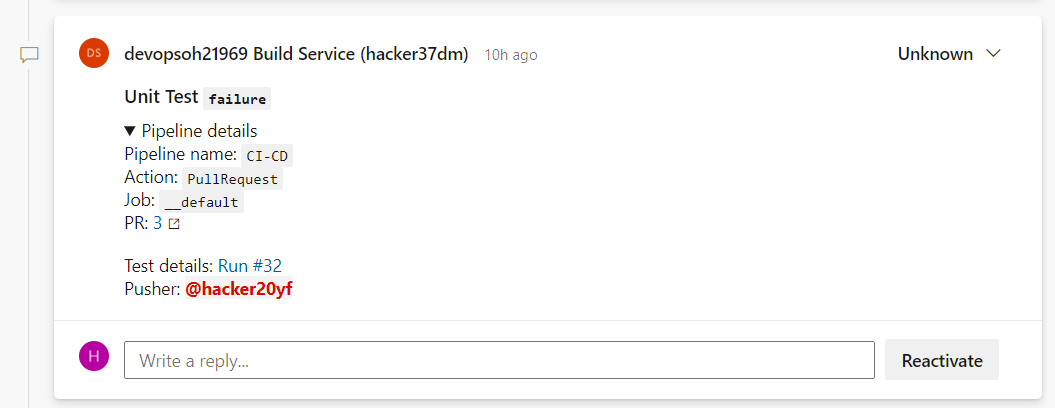 DS
devopsoh21969 Build Service (hacker37dm) 10h ago
Unknown
Unit Test failure
Pipeline details
Pipeline name: CI-CD
Action: PullRequest
Job: __default
PR: 3
Test details: Run #32
Pusher: @hacker20yf
H
Write a reply...
Reactivate